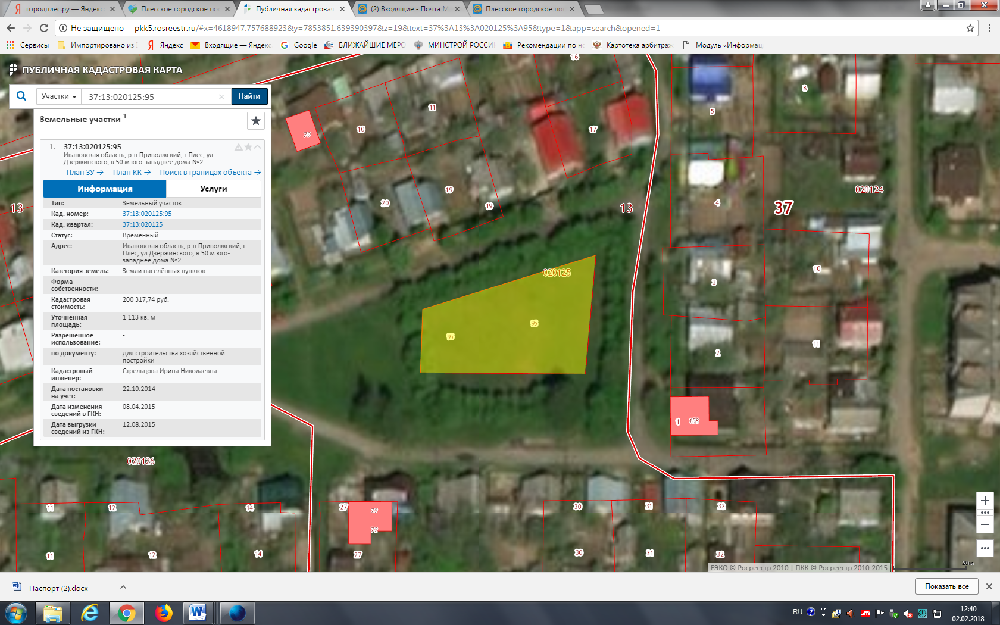 городплес.ру — Яндекс
Плёсское городское по
Публичная кадастровая
(2) Входящие - Почта M
Плесское городское по
Не защищено
pkk5.rosreestr.ru/#x=4618947.757688923&y=7853851.639390397&z=19&text=37%3A13%3A020125%3A95&type=1&app=search&opened=1
Сервисы
Импортировано из
Яндекс
Входящие — Яндекс
Google
БЛИЖАЙШИЕ МЕРО
МИНСТРОЙ РОССИИ
Рекомендации по
Картотека арбитраж
Модуль «Информац
ПУБЛИЧНАЯ КАДАСТРОВАЯ КАРТА
Участки
37:13:020125:95
Найти
Земельные участки 1
1. 37:13:020125:95
Ивановская область, р-н Приволжский, г Плес, ул
Дзержинского, в 50 м юго-западнее дома №2
План ЗУ →
План КК →
Поиск в границах объекта →
Информация
Услуги
Тип: Земельный участок
Кад. номер: 37:13:020125:95
Кад. квартал: 37:13:020125
Статус: Временный
Адрес: Ивановская область, р-н Приволжский, г
Плес, ул Дзержинского, в 50 м юго-
западнее дома №2
Категория земель: Земли населённых пунктов
Форма -
собственности:
Кадастровая 200 317,74 руб.
стоимость:
Уточненная 1 113 кв. м
площадь:
Разрешенное -
использование:
по документу: для строительства хозяйственной
постройки
Кадастровый Стрельцова Ирина Николаевна
инженер:
Дата постановки 22.10.2014
на учет:
Дата изменения 08.04.2015
сведений в ГКН:
Дата выгрузки 12.08.2015
сведений из ГКН:
16
11
10
79
17
5
8
19
19
20
13
13
37
020124
4
020125
95
95
3
10
2
11
1
158
020126
11
12
14
27
72
72
30
31
32
11
12
14
27
30
31
32
20м
ЕЭКО © Росреестр 2010 | ПКК © Росреестр 2010-2015
Паспорт (2).docx
Показать все
RU
12:40
02.02.2018